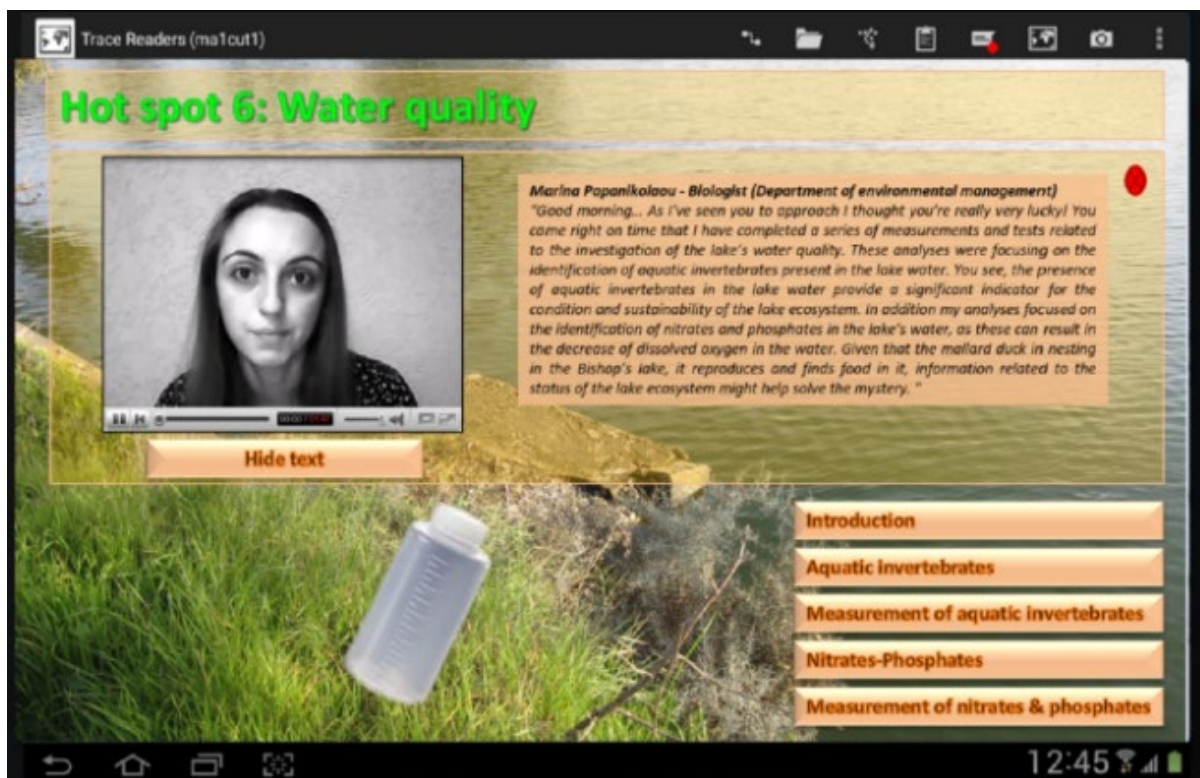 Trace Readers (ma1cut1)
Hot spot 6: Water quality
Marina Papanikolaou - Biologist (Department of environmental management)
"Good morning... As I've seen you to approach I thought you're really very lucky! You
came right on time that I have completed a series of measurements and tests related
to the investigation of the lake's water quality. These analyses were focusing on the
identification of aquatic invertebrates present in the lake water. You see, the presence
of aquatic invertebrates in the lake water provide a significant indicator for the
condition and sustainability of the lake ecosystem. In addition my analyses focused on
the identification of nitrates and phosphates in the lake's water, as these can result in
the decrease of dissolved oxygen in the water. Given that the mallard duck in nesting
in the Bishop's lake, it reproduces and finds food in it, information related to the
status of the lake ecosystem might help solve the mystery. "
Hide text
Introduction
Aquatic invertebrates
Measurement of aquatic invertebrates
Nitrates-Phosphates
Measurement of nitrates & phosphates
12:45